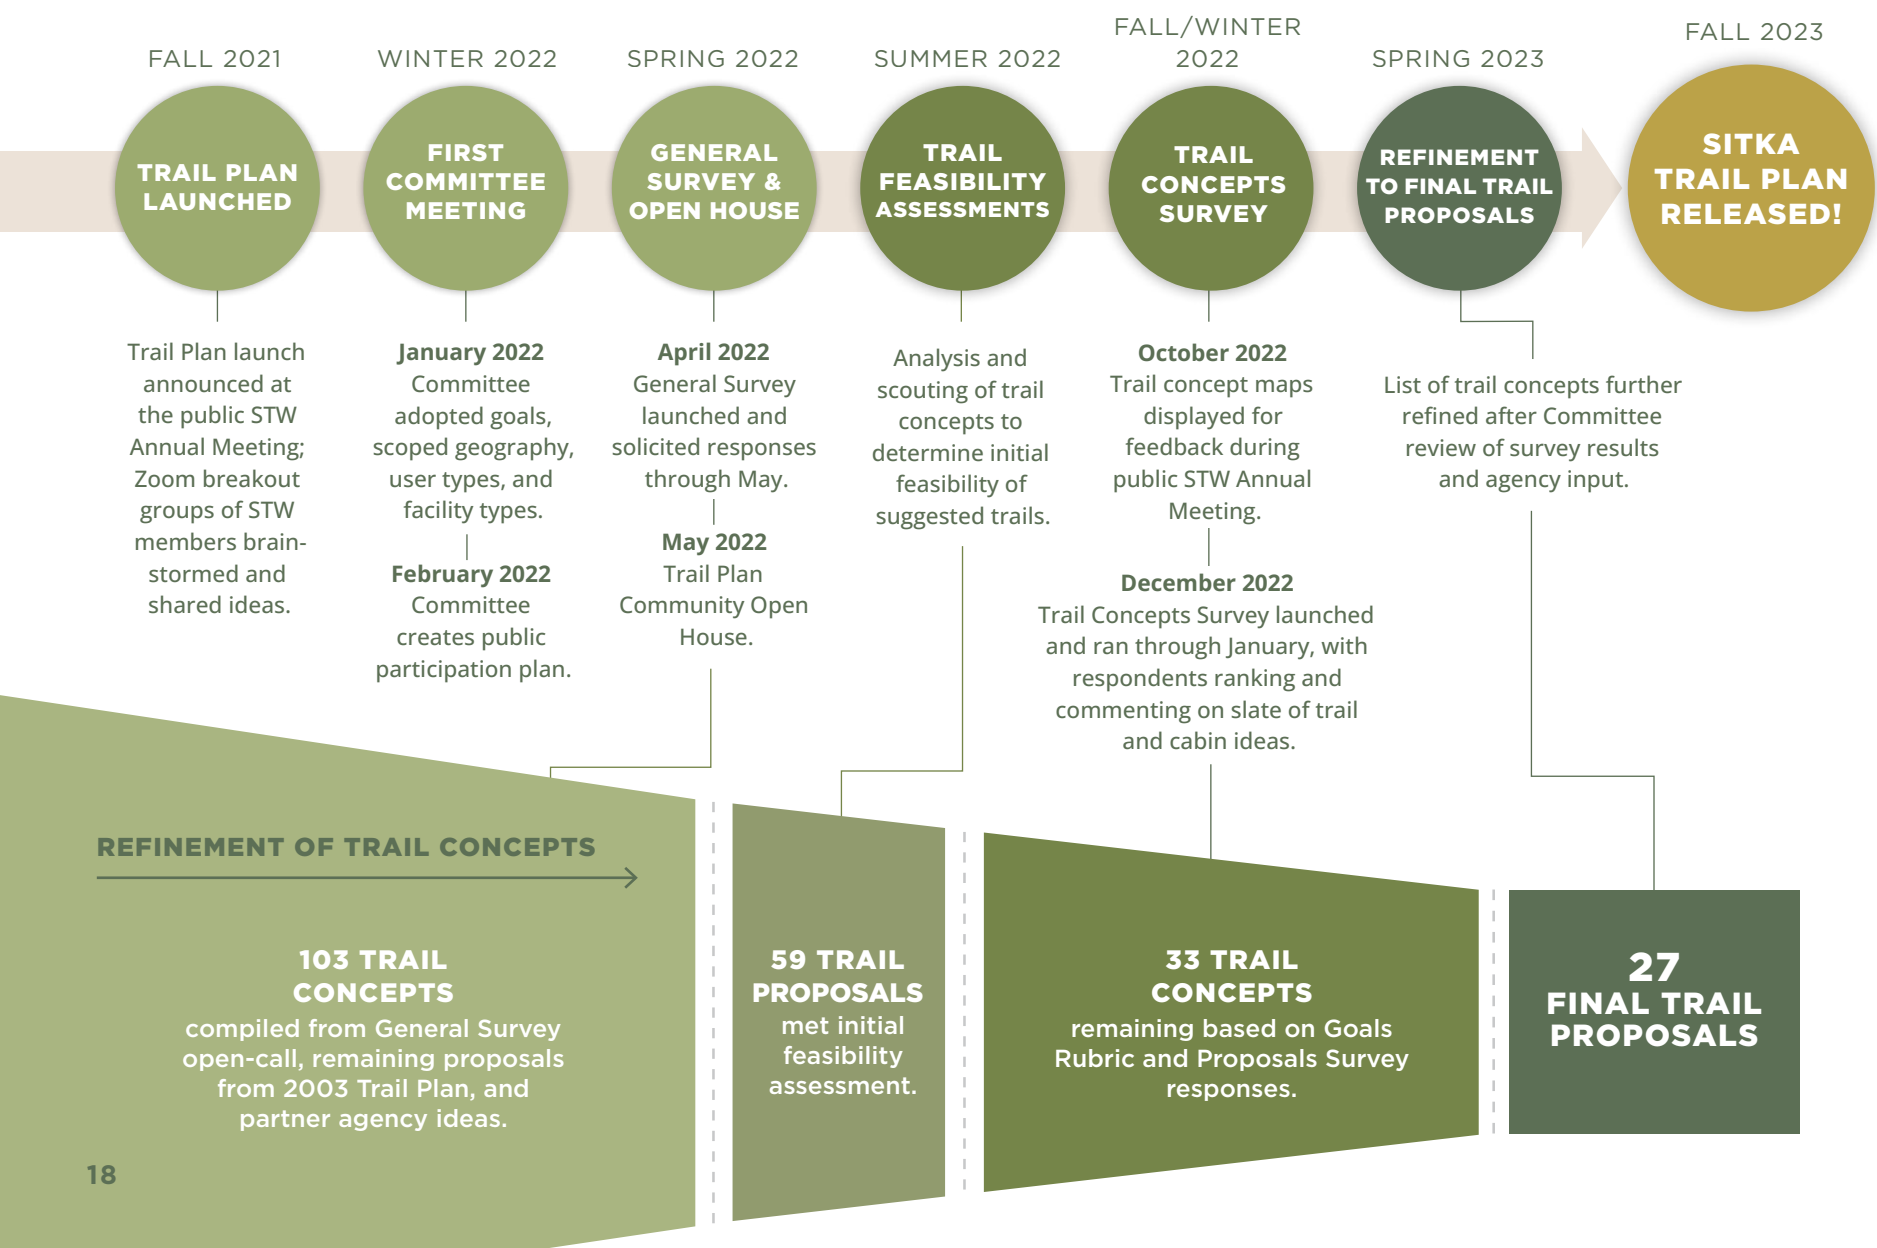 FALL 2021
TRAIL PLAN
LAUNCHED
Trail Plan launch
announced at
the public STW
Annual Meeting;
Zoom breakout
groups of STW
members brain-
stormed and
shared ideas.
WINTER 2022
FIRST
COMMITTEE
MEETING
January 2022
Committee
adopted goals,
scoped geography,
user types, and
facility types.
February 2022
Committee
creates public
participation plan.
SPRING 2022
GENERAL
SURVEY &
OPEN HOUSE
April 2022
General Survey
launched and
solicited responses
through May.
May 2022
Trail Plan
Community Open
House.
SUMMER 2022
TRAIL
FEASIBILITY
ASSESSMENTS
Analysis and
scouting of trail
concepts to
determine initial
feasibility of
suggested trails.
FALL/WINTER
2022
TRAIL
CONCEPTS
SURVEY
October 2022
Trail concept maps
displayed for
feedback during
public STW Annual
Meeting.
December 2022
Trail Concepts Survey launched
and ran through January, with
respondents ranking and
commenting on slate of trail
and cabin ideas.
SPRING 2023
REFINEMENT
TO FINAL TRAIL
PROPOSALS
List of trail concepts further
refined after Committee
review of survey results
and agency input.
FALL 2023
SITKA
TRAIL PLAN
RELEASED!
REFINEMENT OF TRAIL CONCEPTS
103 TRAIL
CONCEPTS
compiled from General Survey
open-call, remaining proposals
from 2003 Trail Plan, and
partner agency ideas.
59 TRAIL
PROPOSALS
met initial
feasibility
assessment.
33 TRAIL
CONCEPTS
remaining based on Goals
Rubric and Proposals Survey
responses.
27
FINAL TRAIL
PROPOSALS
18